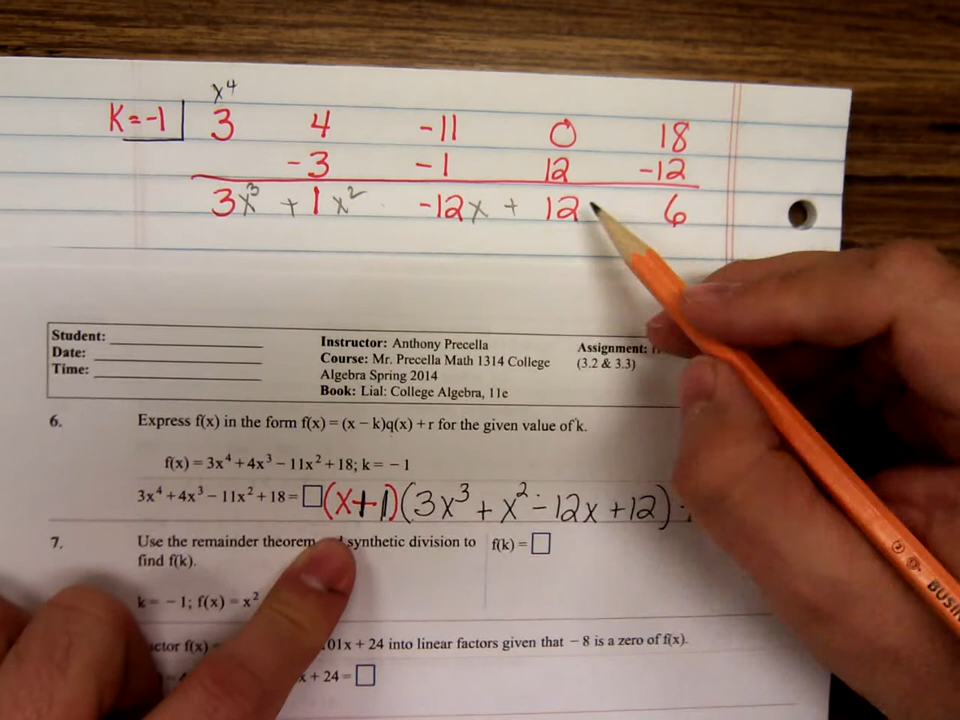 x⁴
K=-1 3 4 -11 0 18
-3 -1 12 -12
3x³ + 1x² -12x + 12 6
Student:
Date:
Time:
Instructor: Anthony Precella
Course: Mr. Precella Math 1314 College
Algebra Spring 2014
Book: Lial: College Algebra, 11e
Assignment:
(3.2 & 3.3)
6. Express f(x) in the form f(x) = (x − k)q(x) + r for the given value of k.
f(x) = 3x⁴ + 4x³ − 11x² + 18; k = − 1
3x⁴ + 4x³ − 11x² + 18 = (x+1)(3x³ + x² - 12x + 12)
7. Use the remainder theorem synthetic division to
find f(k).
f(k) =
k = − 1; f(x) = x²
f(x) 01x + 24 into linear factors given that − 8 is a zero of f(x).
x + 24 =
BUSIN